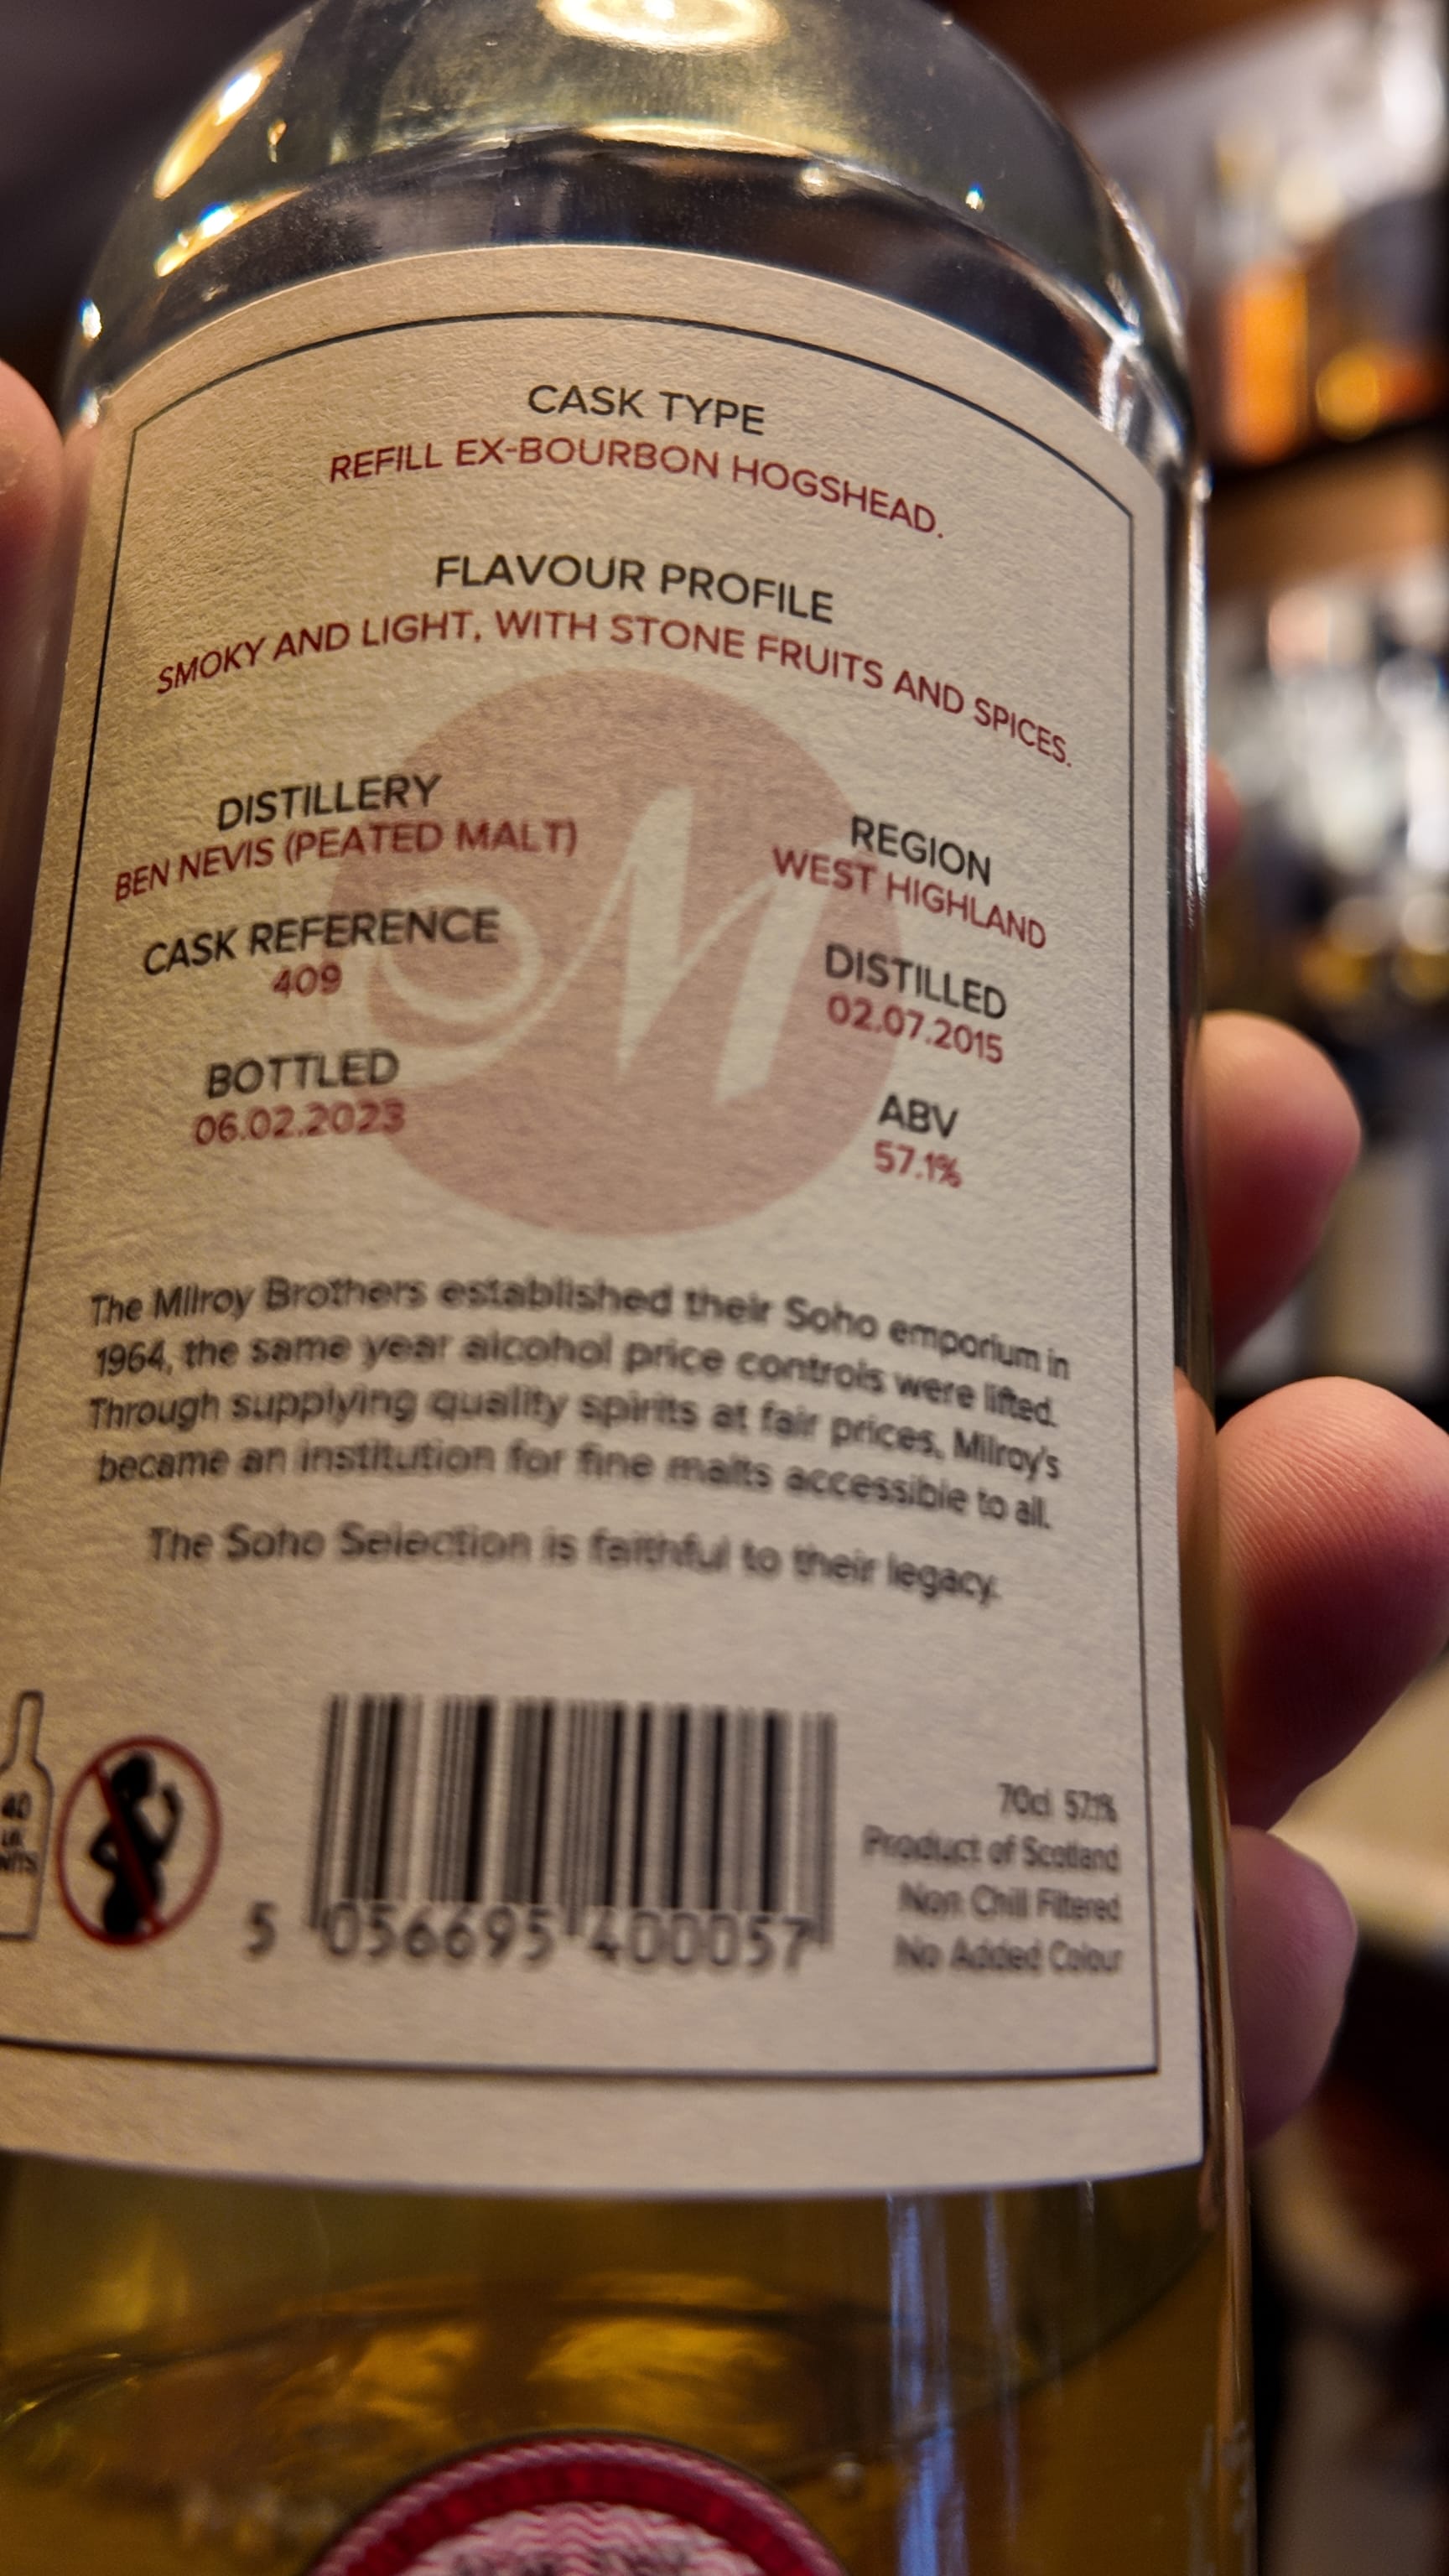 CASK TYPE
REFILL EX-BOURBON HOGSHEAD.
FLAVOUR PROFILE
SMOKY AND LIGHT, WITH STONE FRUITS AND SPICES.
DISTILLERY
BEN NEVIS (PEATED MALT)
REGION
WEST HIGHLAND
CASK REFERENCE
409
DISTILLED
02.07.2015
BOTTLED
06.02.2023
ABV
57.1%
M
The Milroy Brothers established their Soho emporium in
1964, the same year alcohol price controls were lifted.
Through supplying quality spirits at fair prices, Milroy's
became an institution for fine malts accessible to all.
The Soho Selection is faithful to their legacy.
40
UK
5 056695 400057
70cl 57.1%
Product of Scotland
Non Chill Filtered
No Added Colour